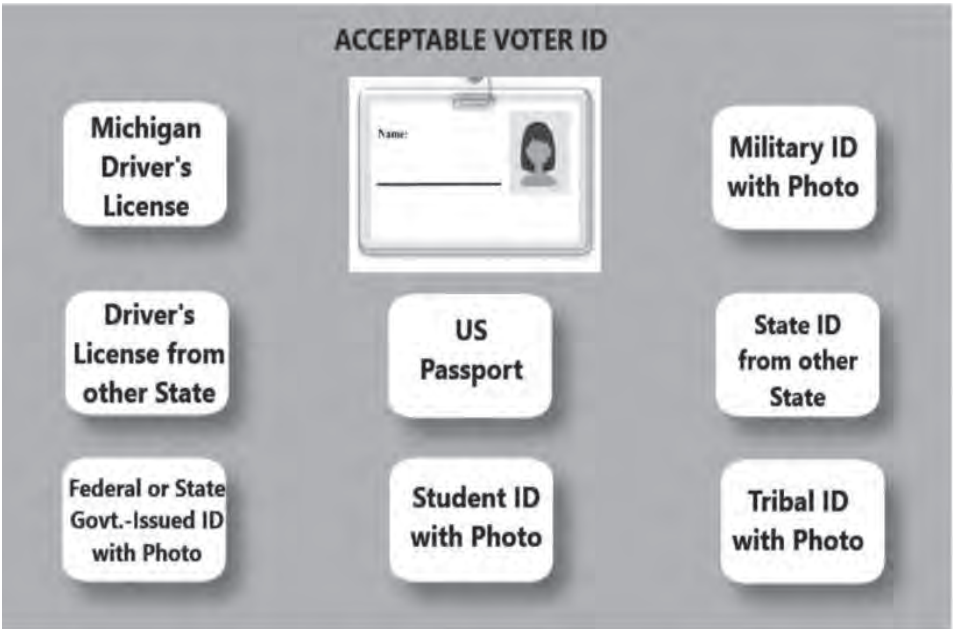 ACCEPTABLE VOTER ID
Michigan
Driver's
License
Name:
Military ID
with Photo
Driver's
License from
other State
US
Passport
State ID
from other
State
Federal or State
Govt.-Issued ID
with Photo
Student ID
with Photo
Tribal ID
with Photo